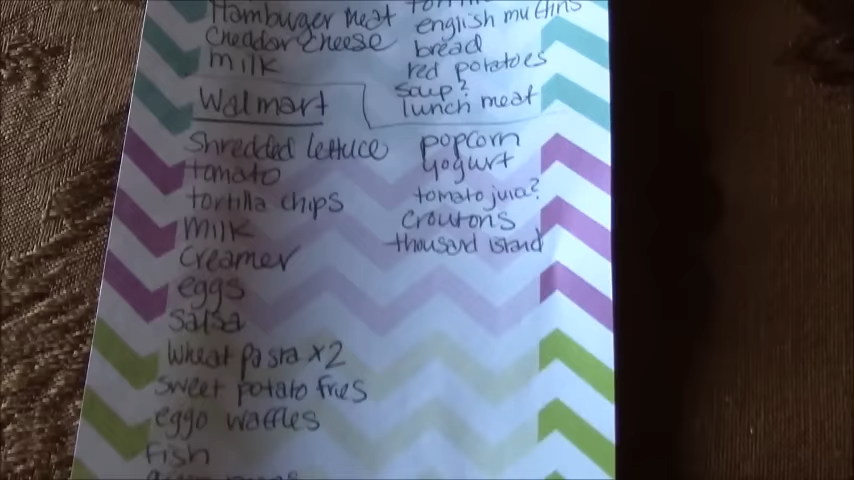 Hamburger meat
Cheddar Cheese
milk
english muffins
bread
red potatoes
soup?
lunch meat
Walmart
Shredded lettuce
tomato
tortilla chips
milk
Creamer
eggs
salsa
wheat pasta x2
sweet potato fries
eggo waffles
fish
popcorn
yogurt
tomato juice?
croutons
thousand island